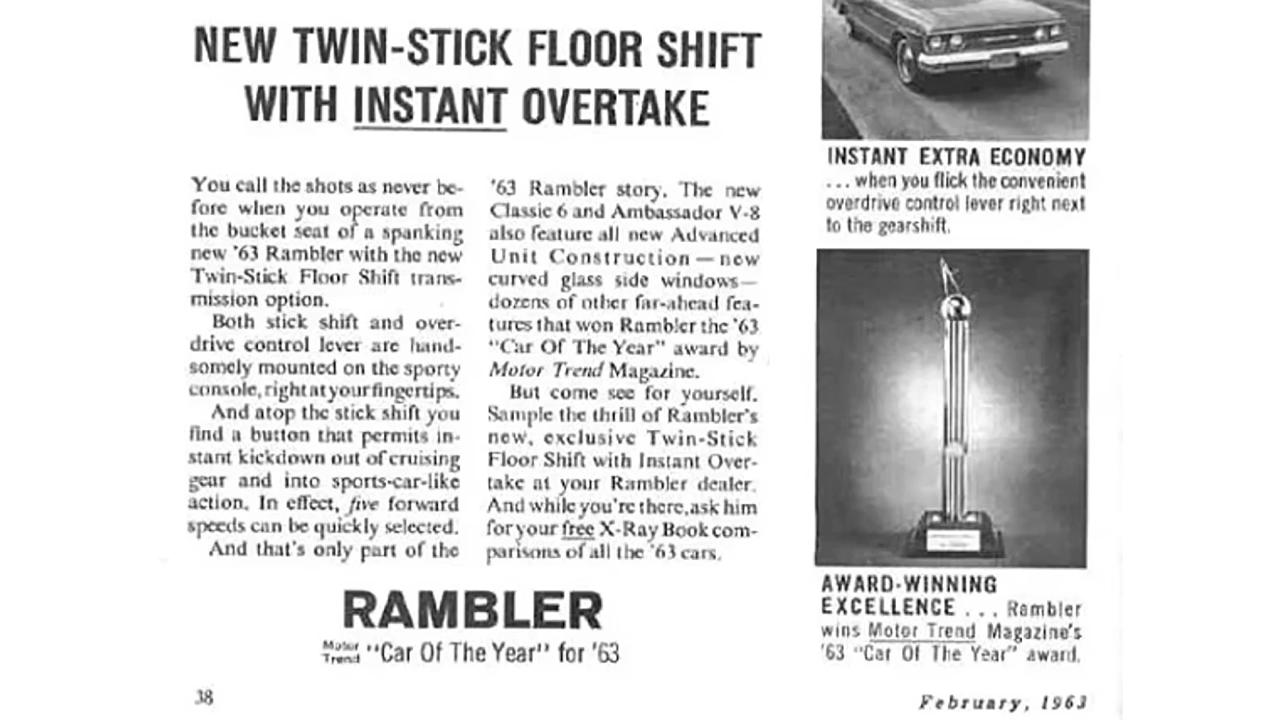 NEW TWIN-STICK FLOOR SHIFT
WITH INSTANT OVERTAKE
You call the shots as never be-
fore when you operate from
the bucket seat of a spanking
new '63 Rambler with the new
Twin-Stick Floor Shift trans-
mission option.
Both stick shift and over-
drive control lever are hand-
somely mounted on the sporty
console, right at your fingertips.
And atop the stick shift you
find a button that permits in-
stant kickdown out of cruising
gear and into sports-car-like
action. In effect, five forward
speeds can be quickly selected.
And that's only part of the
'63 Rambler story. The new
Classic 6 and Ambassador V-8
also feature all new Advanced
Unit Construction—new
curved glass side windows—
dozens of other far-ahead fea-
tures that won Rambler the '63
"Car Of The Year" award by
Motor Trend Magazine.
But come see for yourself.
Sample the thrill of Rambler's
new, exclusive Twin-Stick
Floor Shift with Instant Over-
take at your Rambler dealer.
And while you're there, ask him
for your free X-Ray Book com-
parisons of all the '63 cars.
RAMBLER
Motor
Trend "Car Of The Year" for '63
INSTANT EXTRA ECONOMY
... when you flick the convenient
overdrive control lever right next
to the gearshift.
AWARD-WINNING
EXCELLENCE ... Rambler
wins Motor Trend Magazine's
'63 "Car Of The Year" award.
38
February, 1963